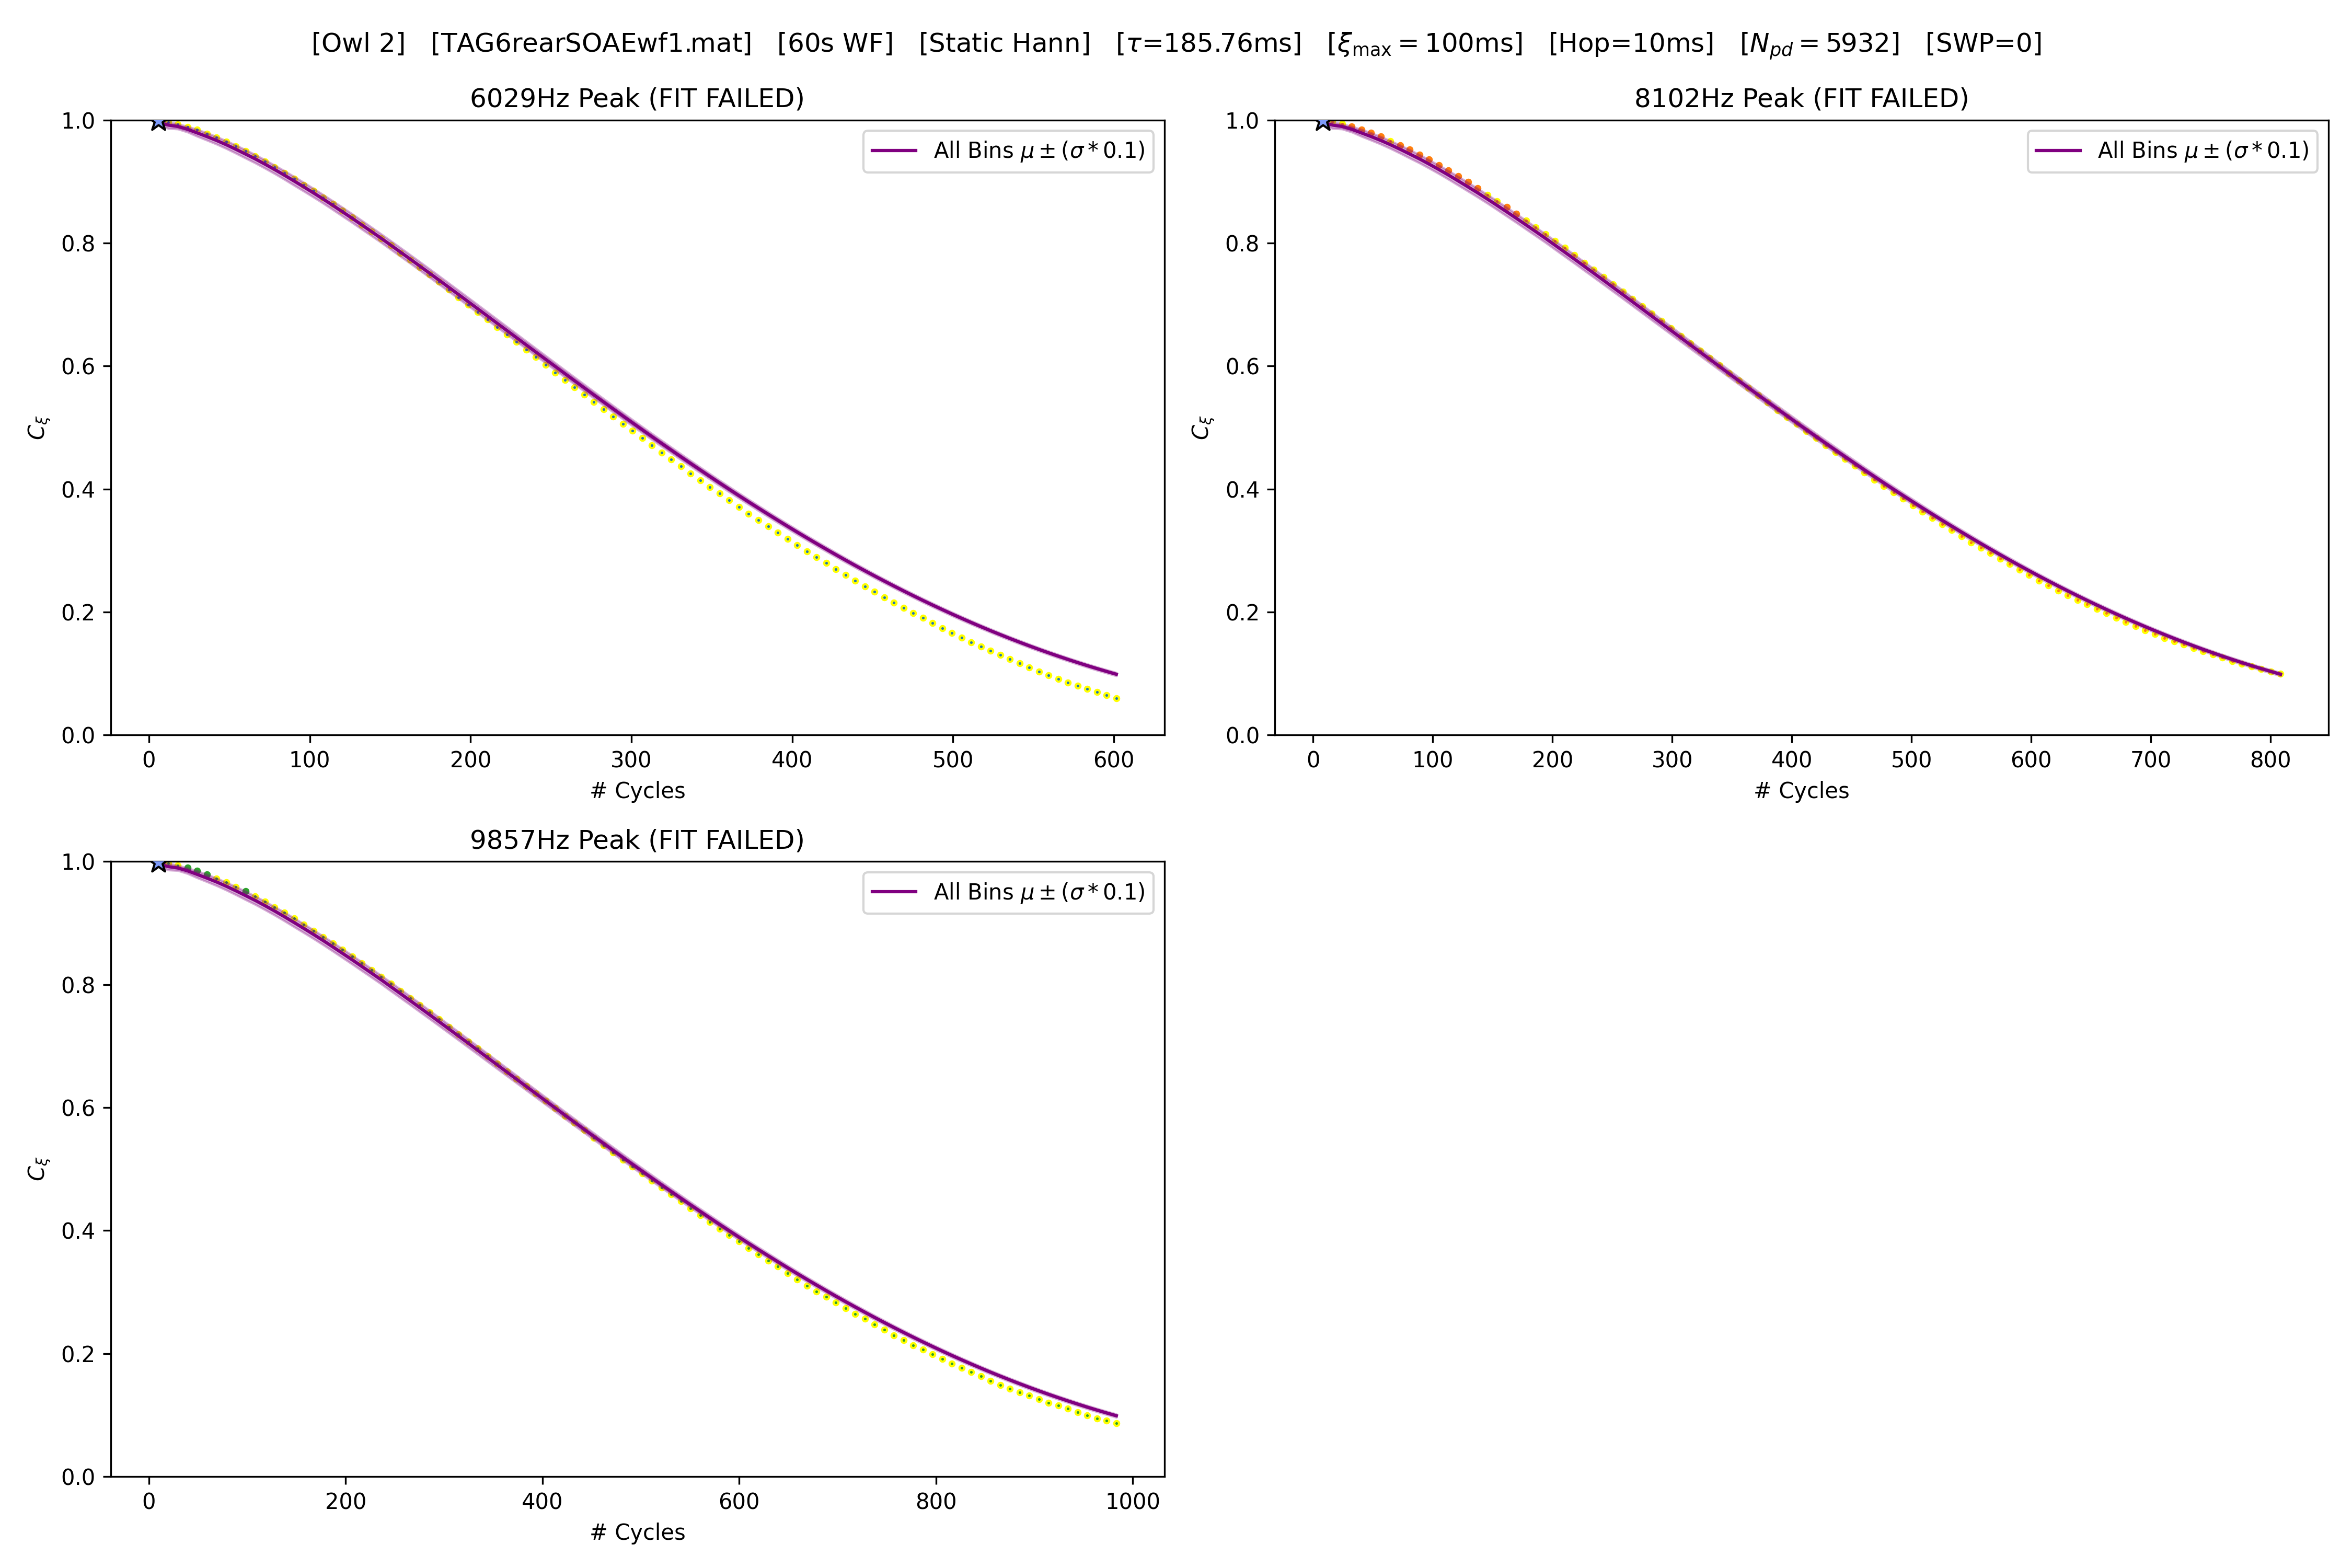 [Owl 2] [TAG6rearSOAEwf1.mat] [60s WF] [Static Hann] [τ=185.76ms] [ξmax = 100ms] [Hop=10ms] [Npd = 5932] [SWP=0]
6029Hz Peak (FIT FAILED)
1.0
0.8
0.6
0.4
0.2
0.0
Cξ
All Bins μ ± (σ * 0.1)
0 100 200 300 400 500 600
# Cycles
8102Hz Peak (FIT FAILED)
1.0
0.8
0.6
0.4
0.2
0.0
Cξ
All Bins μ ± (σ * 0.1)
0 100 200 300 400 500 600 700 800
# Cycles
9857Hz Peak (FIT FAILED)
1.0
0.8
0.6
0.4
0.2
0.0
Cξ
All Bins μ ± (σ * 0.1)
0 200 400 600 800 1000
# Cycles